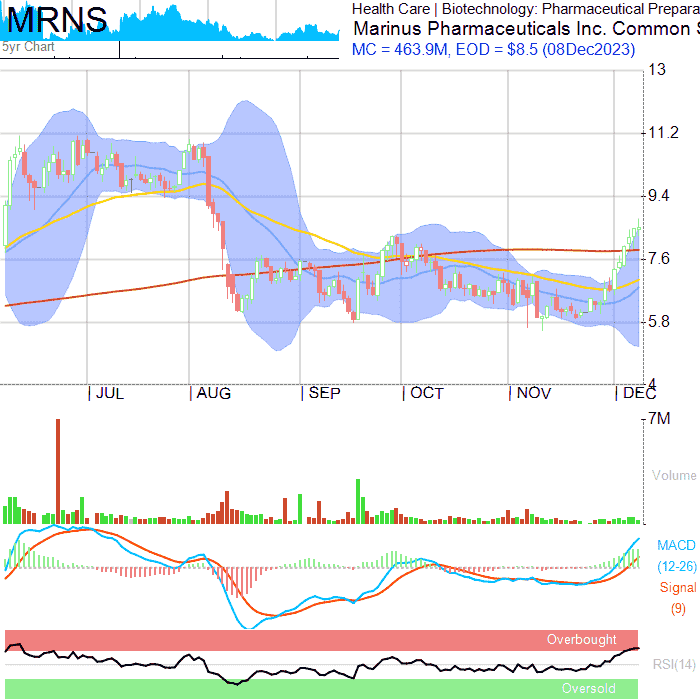 MRNS
5yr Chart
Health Care | Biotechnology: Pharmaceutical Prepara
Marinus Pharmaceuticals Inc. Common S
MC = 463.9M, EOD = $8.5 (08Dec2023)
13
11.2
9.4
7.6
5.8
4
JUL
AUG
SEP
OCT
NOV
DEC
7M
Volume
MACD
(12-26)
Signal
(9)
Overbought
RSI(14)
Oversold